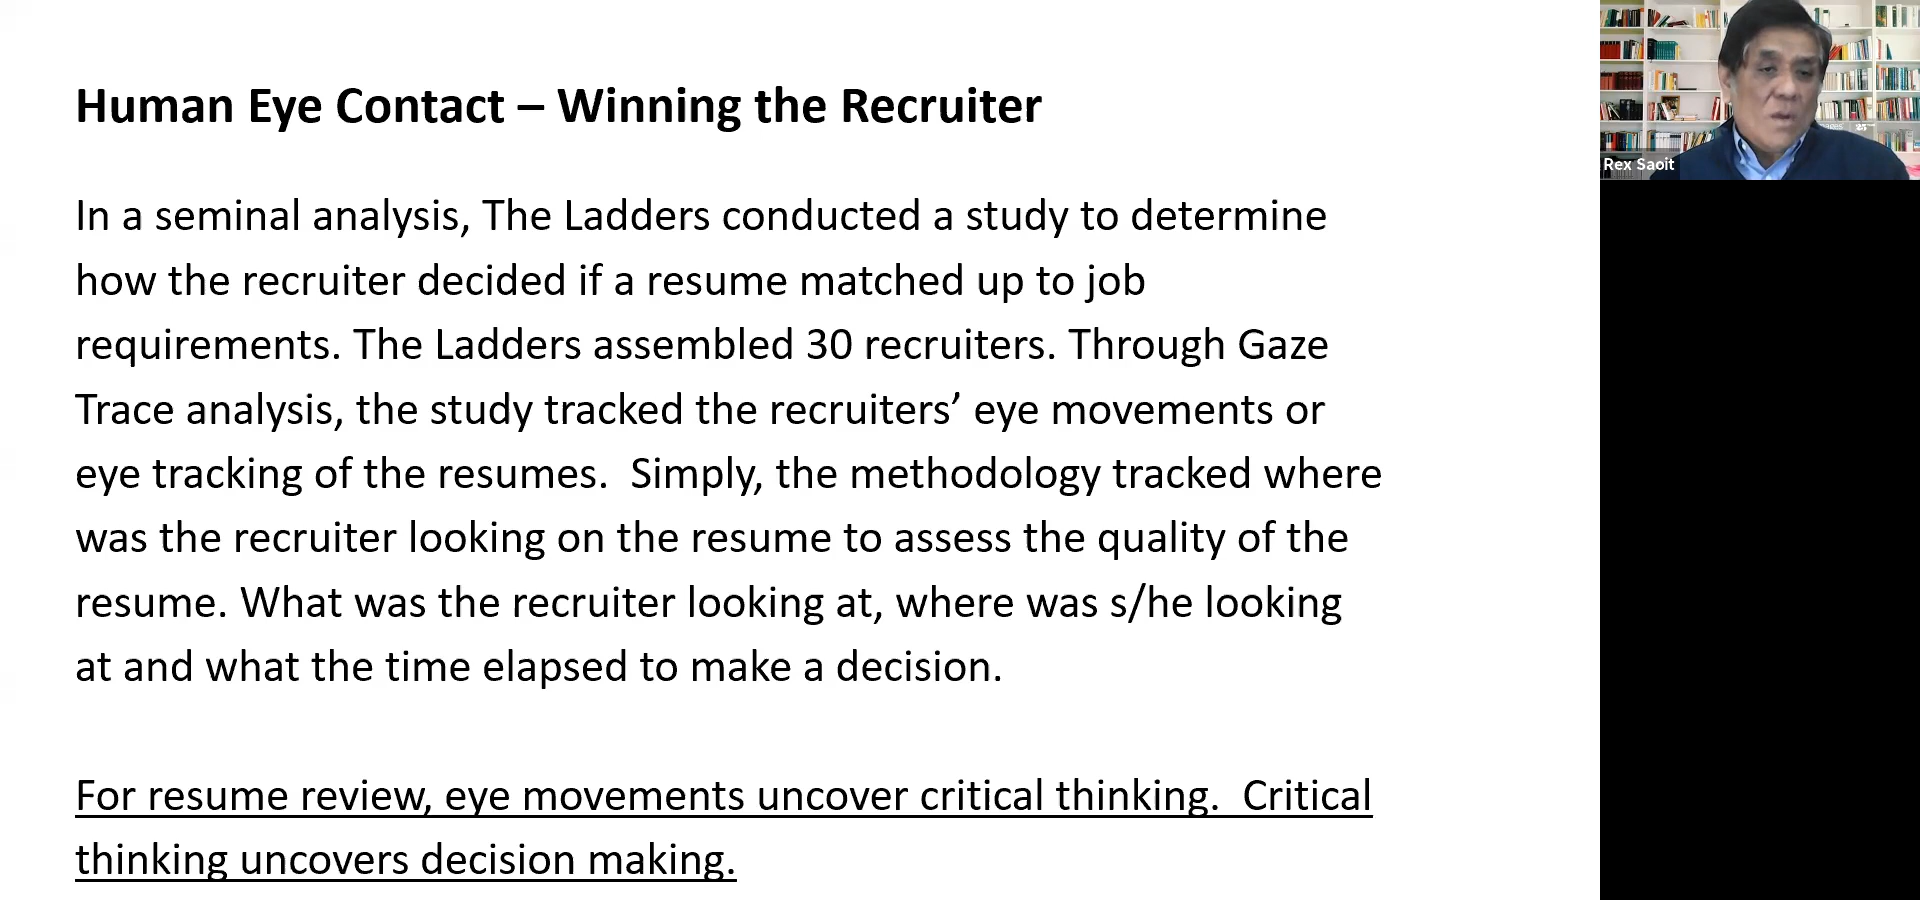 Human Eye Contact – Winning the Recruiter
In a seminal analysis, The Ladders conducted a study to determine
how the recruiter decided if a resume matched up to job
requirements. The Ladders assembled 30 recruiters. Through Gaze
Trace analysis, the study tracked the recruiters’ eye movements or
eye tracking of the resumes.  Simply, the methodology tracked where
was the recruiter looking on the resume to assess the quality of the
resume. What was the recruiter looking at, where was s/he looking
at and what the time elapsed to make a decision.
For resume review, eye movements uncover critical thinking.  Critical
thinking uncovers decision making.
Rex Saoit